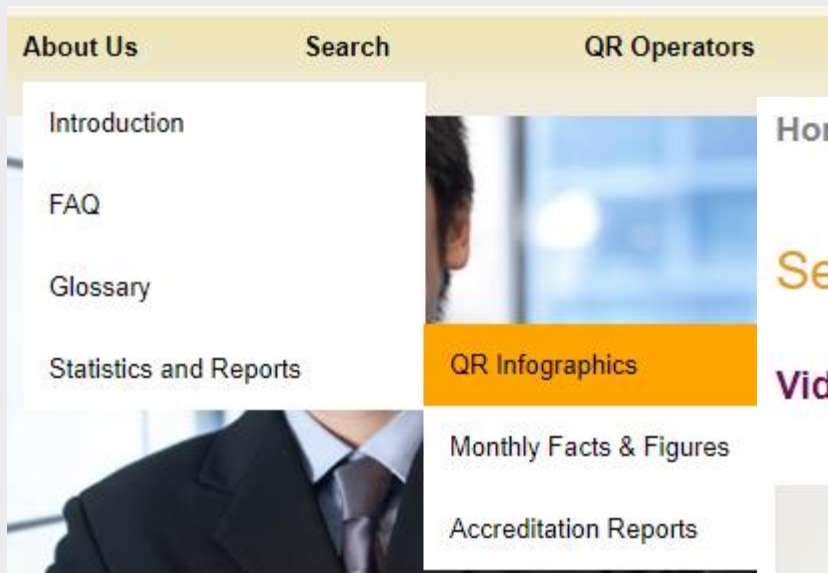 About Us Search QR Operators
Introduction
FAQ
Glossary
Statistics and Reports
QR Infographics
Monthly Facts & Figures
Accreditation Reports